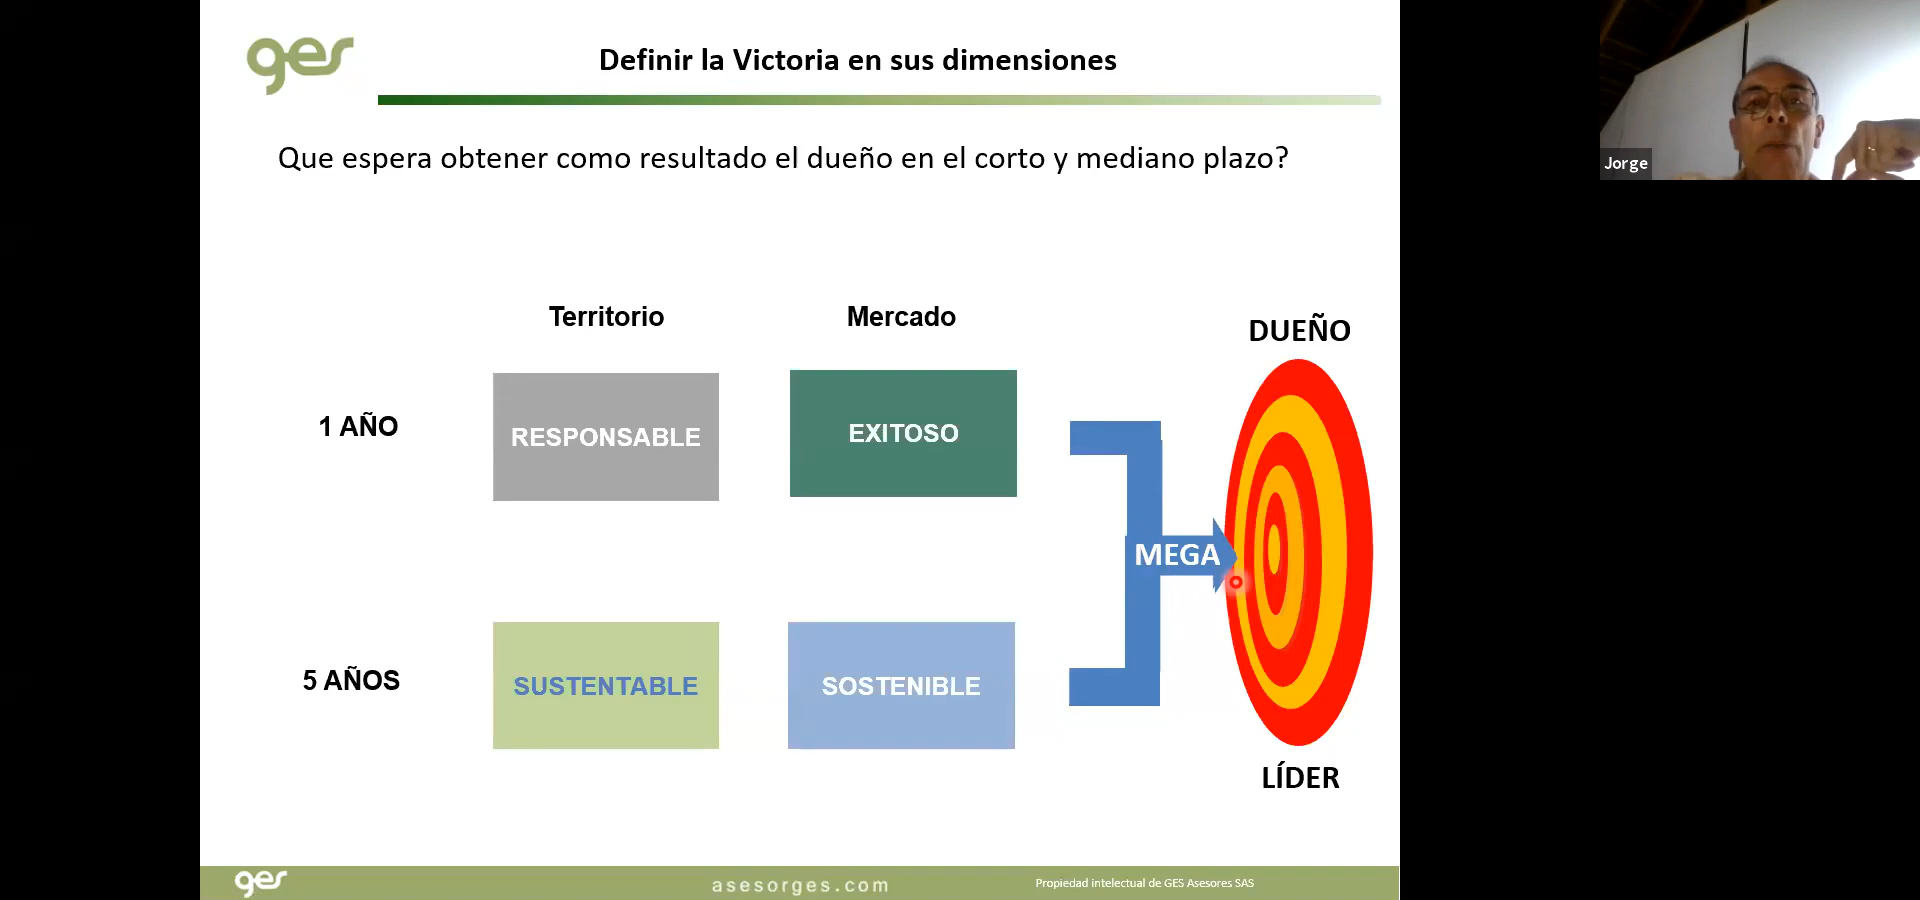 ges
Definir la Victoria en sus dimensiones
Que espera obtener como resultado el dueño en el corto y mediano plazo?
Jorge
Territorio
Mercado
DUEÑO
1 AÑO
RESPONSABLE
EXITOSO
MEGA
5 AÑOS
SUSTENTABLE
SOSTENIBLE
LÍDER
ges
asesorges.com
Propiedad intelectual de GES Asesores SAS